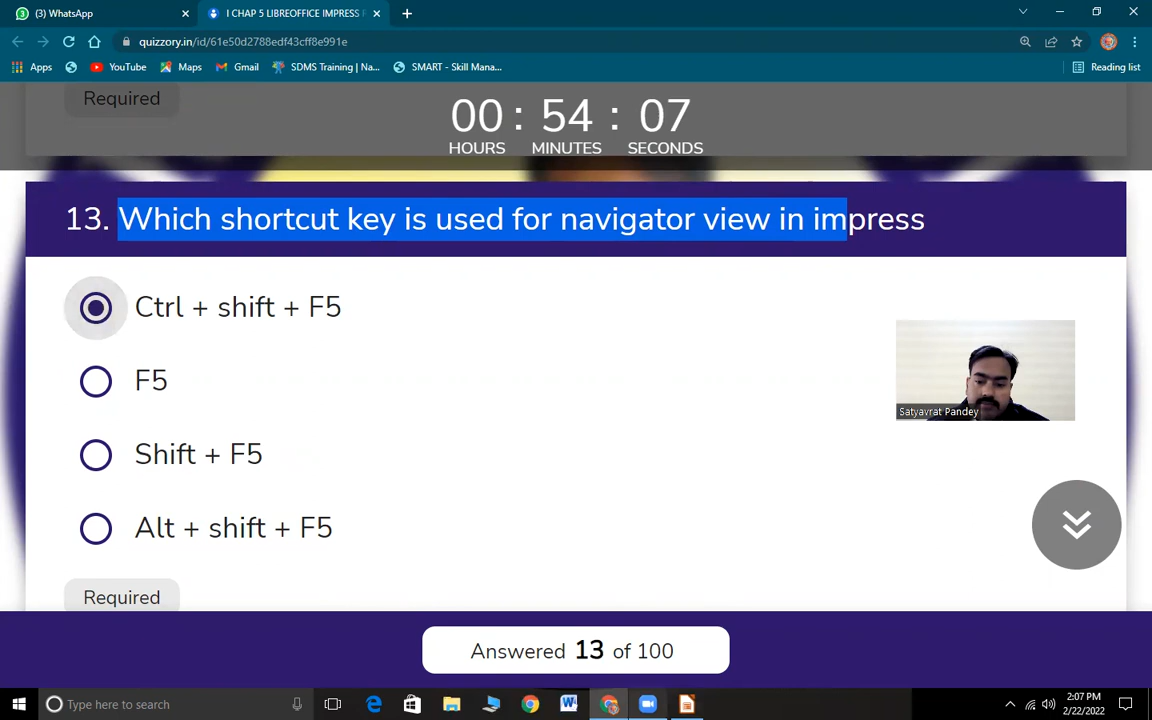 (3) WhatsApp
I CHAP 5 LIBREOFFICE IMPRESS
quizzory.in/id/61e50d2788edf43cff8e991e
Apps
YouTube
Maps
Gmail
SDMS Training | Na...
SMART - Skill Mana...
Reading list
Required
00 : 54 : 07
HOURS MINUTES SECONDS
13. Which shortcut key is used for navigator view in impress
Ctrl + shift + F5
F5
Shift + F5
Alt + shift + F5
Satyavrat Pandey
Required
Answered 13 of 100
Type here to search
2:07 PM
2/22/2022